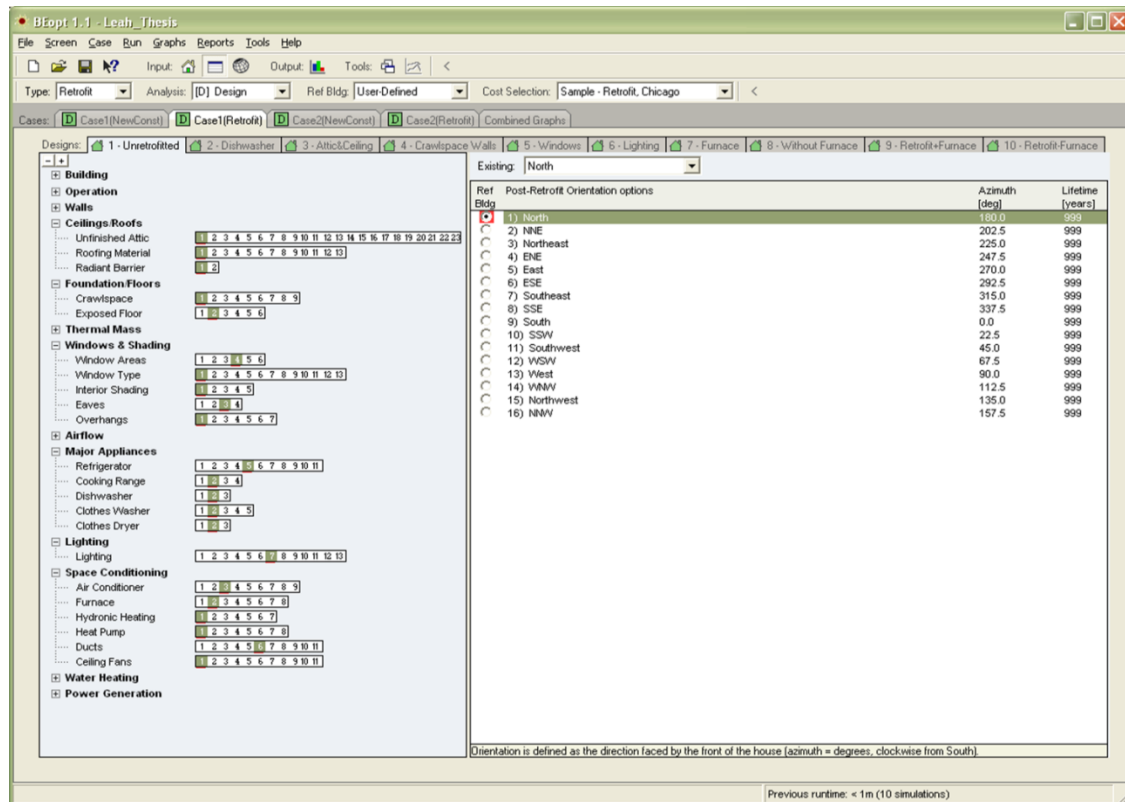 BEopt 1.1 - Leah_Thesis
File Screen Case Run Graphs Reports Tools Help
Input: Output: Tools: <
Type: Retrofit Analysis: [D] Design Ref Bldg: User-Defined Cost Selection: Sample - Retrofit, Chicago <
Cases: D Case1(NewConst) D Case1(Retrofit) D Case2(NewConst) D Case2(Retrofit) Combined Graphs
Designs: 1 - Unretrofitted 2 - Dishwasher 3 - Attic&Ceiling 4 - Crawlspace Walls 5 - Windows 6 - Lighting 7 - Furnace 8 - Without Furnace 9 - Retrofit+Furnace 10 - Retrofit-Furnace
- +
Building
Operation
Walls
Ceilings/Roofs
Unfinished Attic 1 2 3 4 5 6 7 8 9 10 11 12 13 14 15 16 17 18 19 20 21 22 23
Roofing Material 1 2 3 4 5 6 7 8 9 10 11 12 13
Radiant Barrier 1 2
Foundation/Floors
Crawlspace 1 2 3 4 5 6 7 8 9
Exposed Floor 1 2 3 4 5 6
Thermal Mass
Windows & Shading
Window Areas 1 2 3 4 5 6
Window Type 1 2 3 4 5 6 7 8 9 10 11 12 13
Interior Shading 1 2 3 4 5
Eaves 1 2 3 4
Overhangs 1 2 3 4 5 6 7
Airflow
Major Appliances
Refrigerator 1 2 3 4 5 6 7 8 9 10 11
Cooking Range 1 2 3 4
Dishwasher 1 2 3
Clothes Washer 1 2 3 4 5
Clothes Dryer 1 2 3
Lighting
Lighting 1 2 3 4 5 6 7 8 9 10 11 12 13
Space Conditioning
Air Conditioner 1 2 3 4 5 6 7 8 9
Furnace 1 2 3 4 5 6 7 8
Hydronic Heating 1 2 3 4 5 6 7
Heat Pump 1 2 3 4 5 6 7 8
Ducts 1 2 3 4 5 6 7 8 9 10 11
Ceiling Fans 1 2 3 4 5 6 7 8 9 10 11
Water Heating
Power Generation
Existing: North
Ref Post-Retrofit Orientation options Azimuth Lifetime
Bldg [deg] [years]
1) North 180.0 999
2) NNE 202.5 999
3) Northeast 225.0 999
4) ENE 247.5 999
5) East 270.0 999
6) ESE 292.5 999
7) Southeast 315.0 999
8) SSE 337.5 999
9) South 0.0 999
10) SSW 22.5 999
11) Southwest 45.0 999
12) WSW 67.5 999
13) West 90.0 999
14) WNW 112.5 999
15) Northwest 135.0 999
16) NNW 157.5 999
Orientation is defined as the direction faced by the front of the house (azimuth = degrees, clockwise from South).
Previous runtime: < 1m (10 simulations)